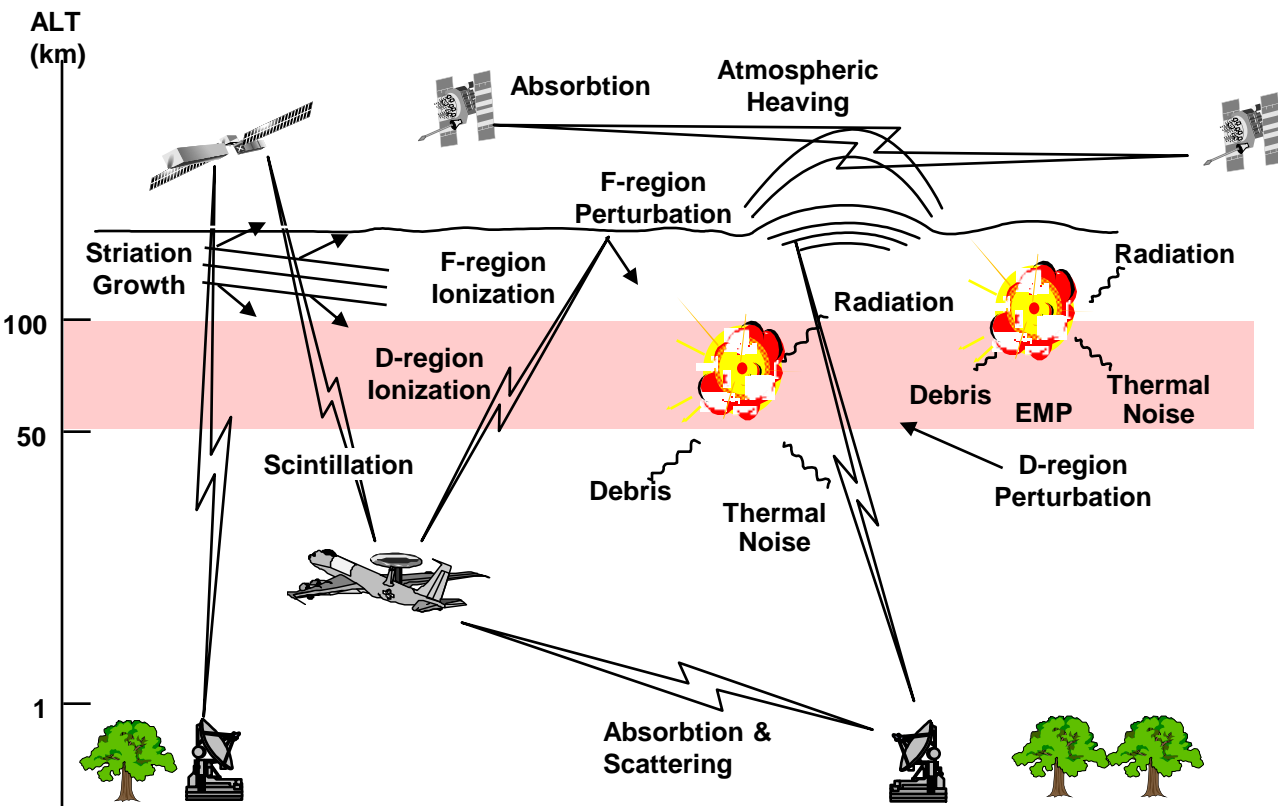 ALT
(km)
Absorbtion
Atmospheric
Heaving
F-region
Perturbation
Striation
Growth
F-region
Ionization
Radiation
Radiation
100
D-region
Ionization
Debris
EMP
Thermal
Noise
50
Scintillation
Debris
Thermal
Noise
D-region
Perturbation
1
Absorbtion &
Scattering